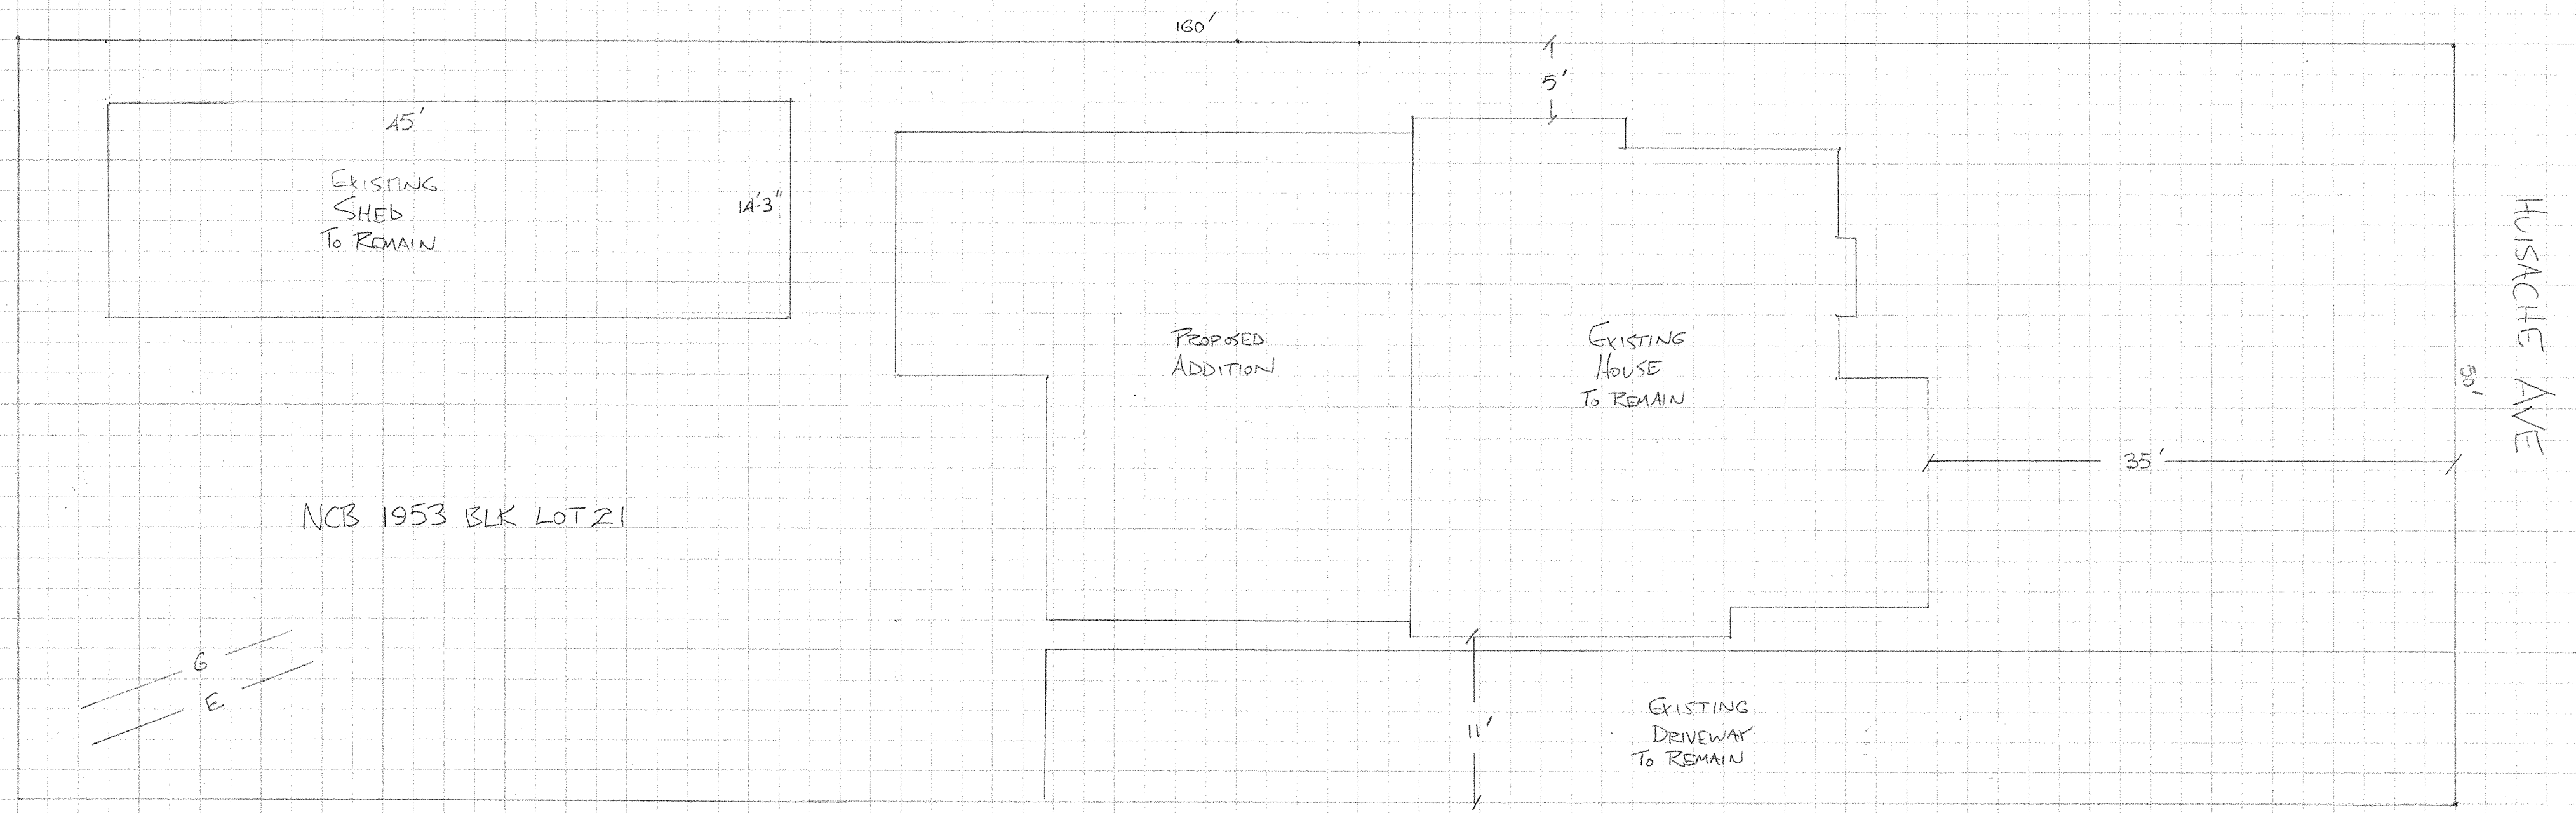 160'
5'
45'
EXISTING
SHED
TO REMAIN
14'-3"
PROPOSED
ADDITION
EXISTING
HOUSE
TO REMAIN
HUISACHE AVE
50'
35'
NCB 1953 BLK LOT 21
G
E
11'
EXISTING
DRIVEWAY
TO REMAIN